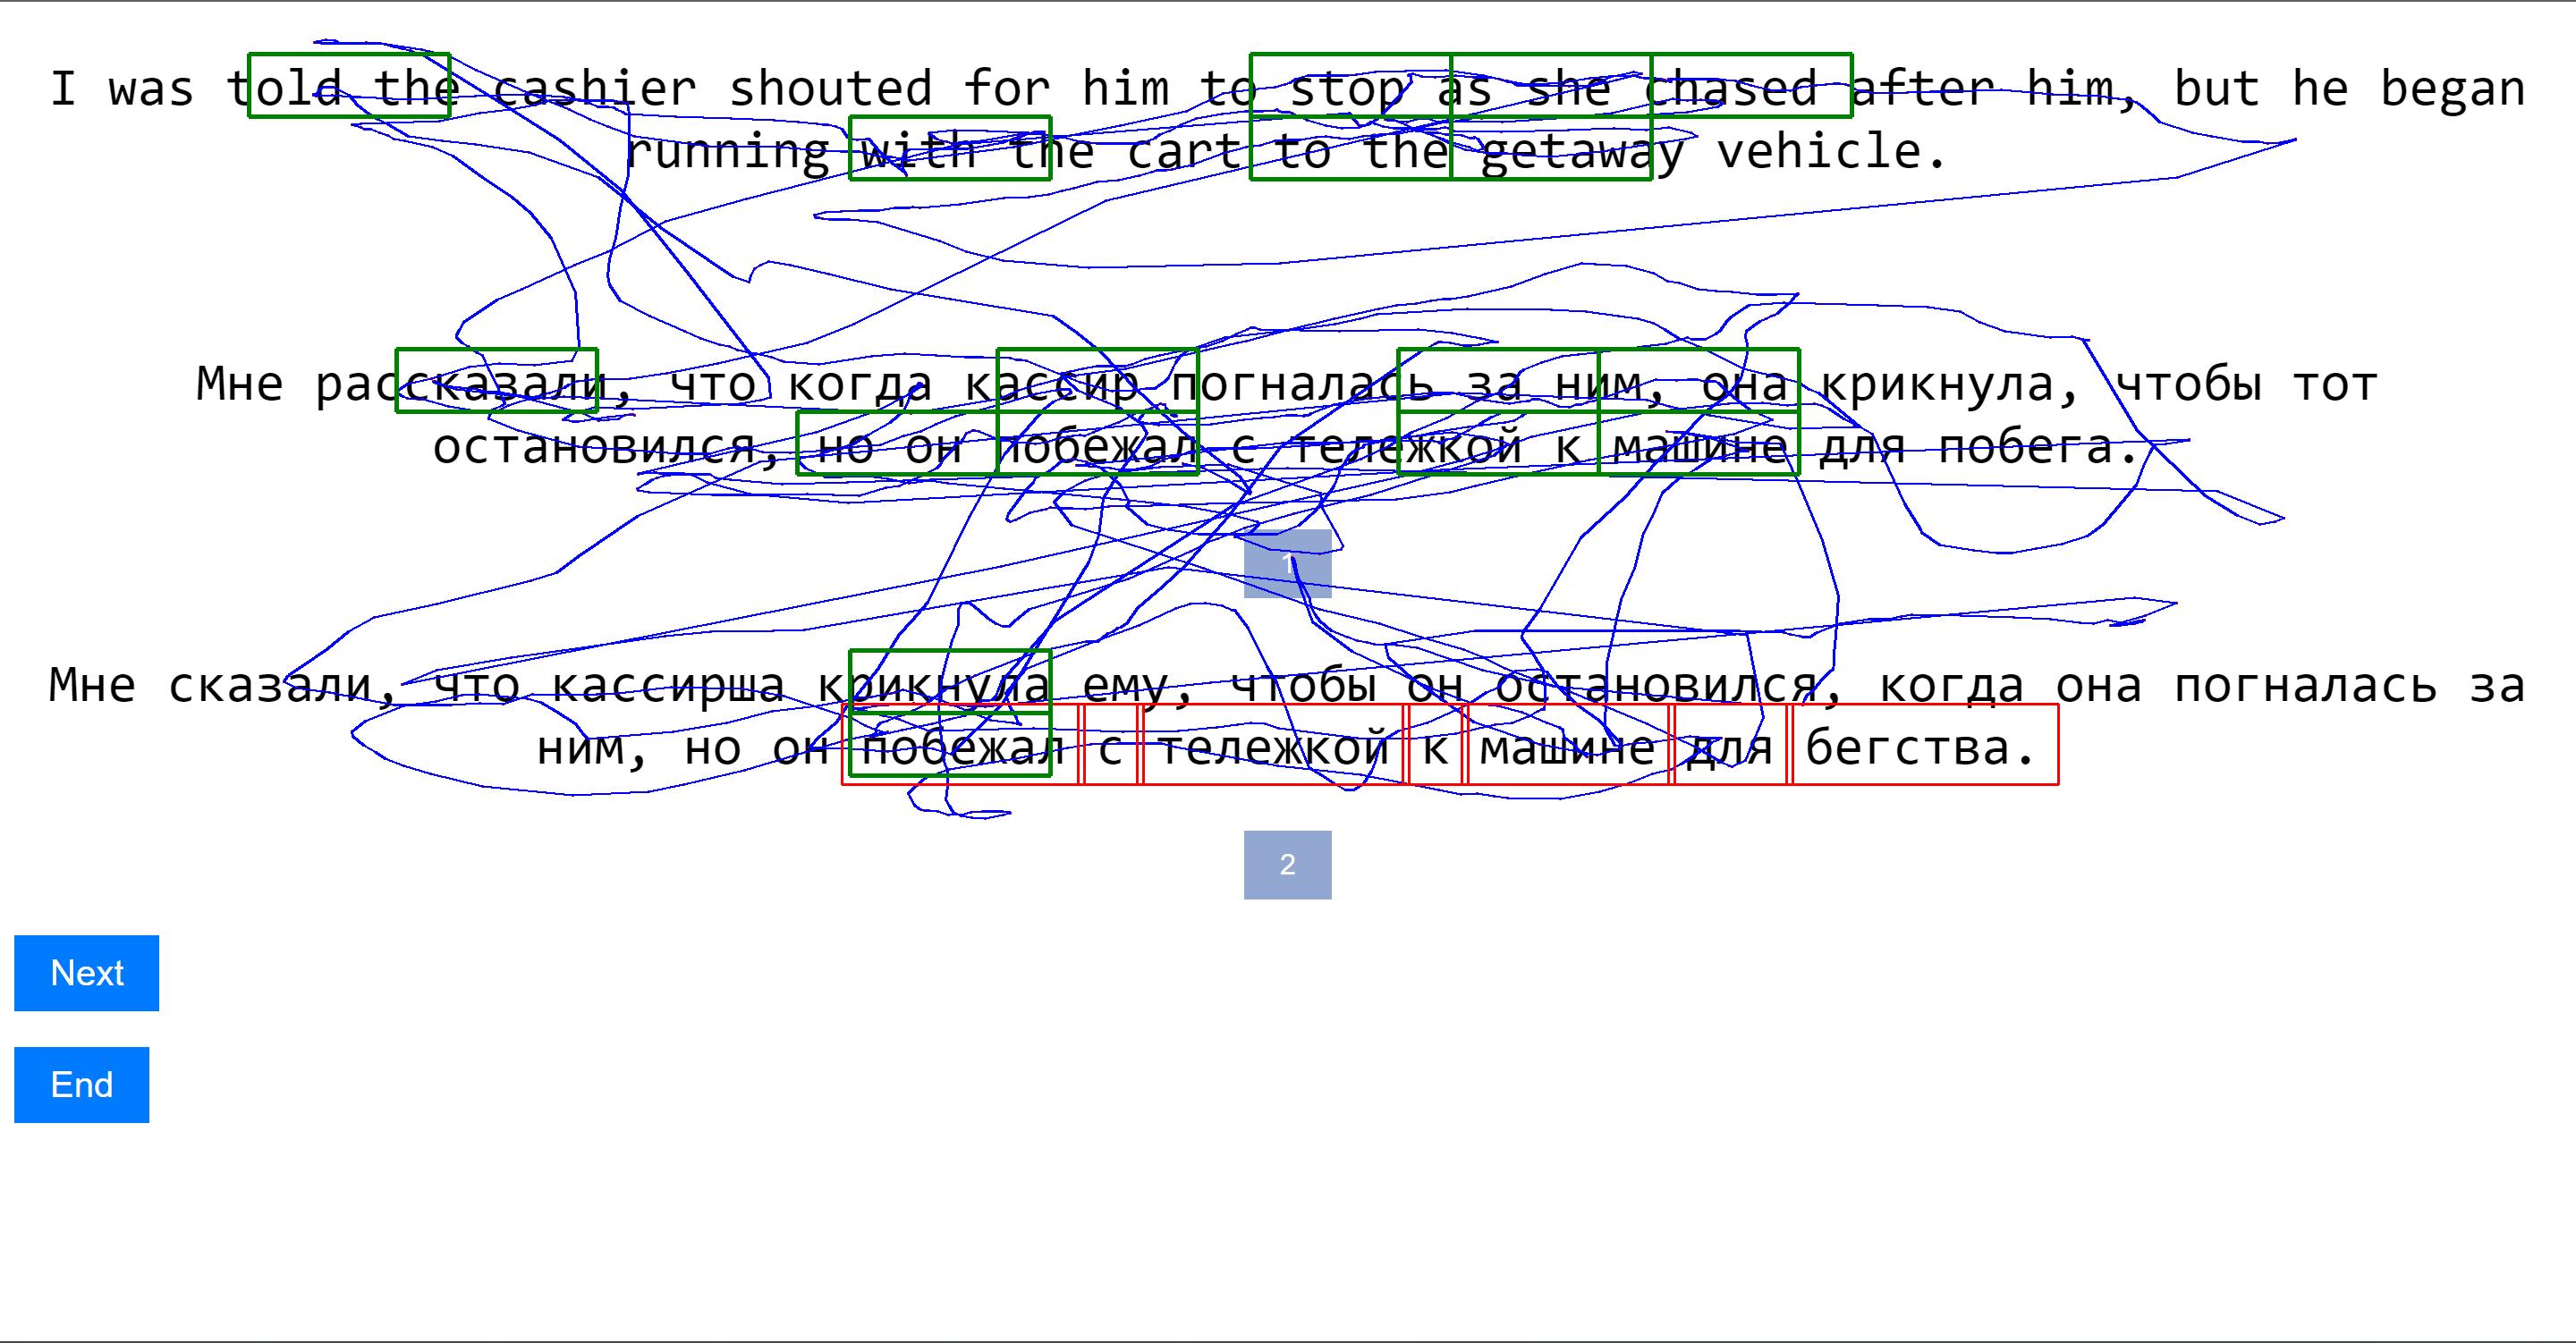 I was told the cashier shouted for him to stop as she chased after him, but he began
running with the cart to the getaway vehicle.
Мне рассказали, что когда кассир погналась за ним, она крикнула, чтобы тот
остановился, но он побежал с тележкой к машине для побега.
1
Мне сказали, что кассирша крикнула ему, чтобы он остановился, когда она погналась за
ним, но он побежал с тележкой к машине для бегства.
2
Next
End